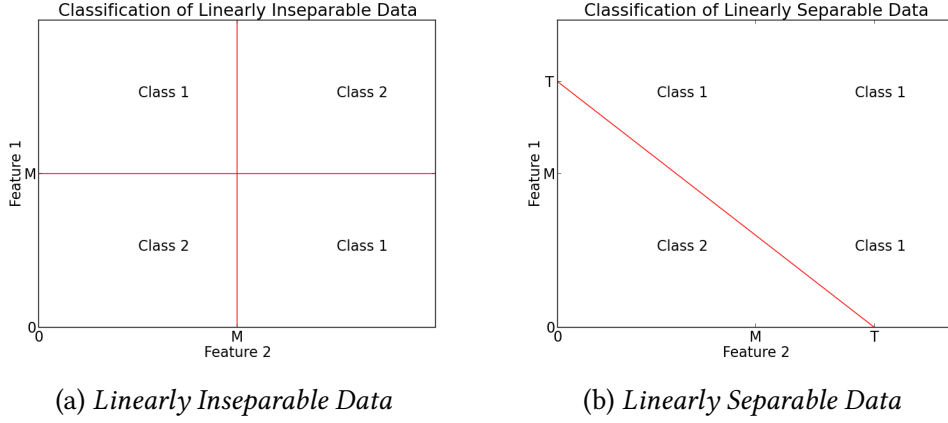 Classification of Linearly Inseparable Data
Class 1
Class 2
Feature 1
M
Class 2
Class 1
0
0
M
Feature 2
(a) Linearly Inseparable Data
Classification of Linearly Separable Data
T
Class 1
Class 1
Feature 1
M
Class 2
Class 1
0
0
M
T
Feature 2
(b) Linearly Separable Data